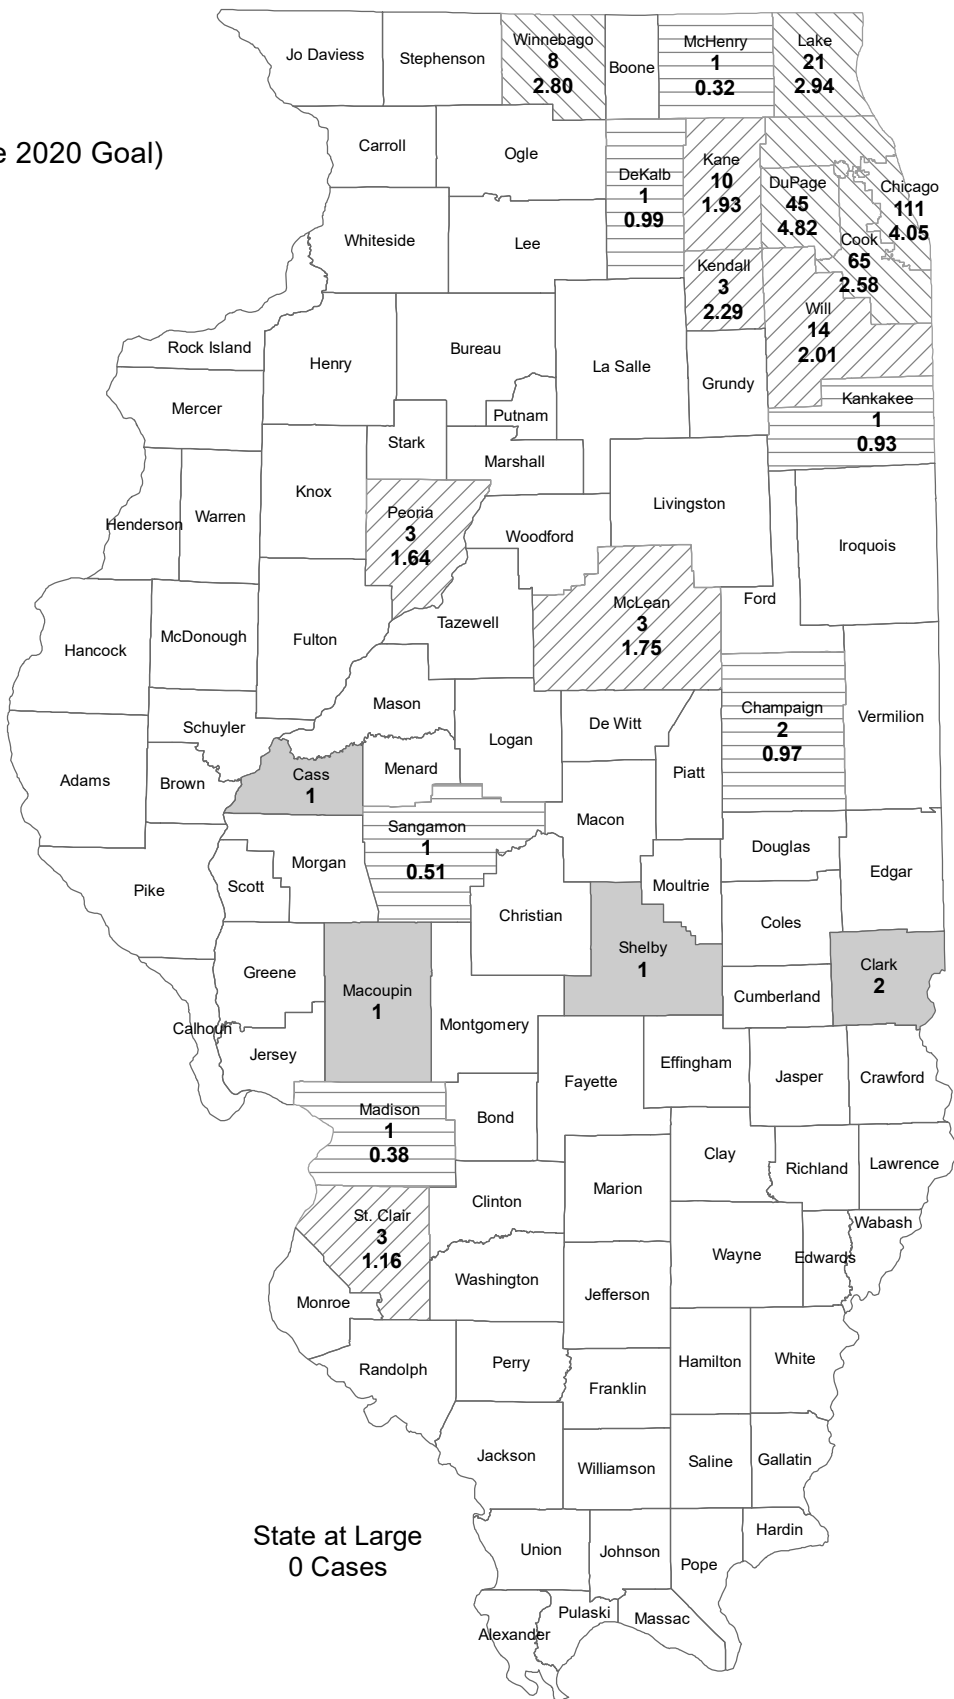 e 2020 Goal)
Jo Daviess
Stephenson
Winnebago
8
2.80
Boone
McHenry
1
0.32
Lake
21
2.94
Carroll
Ogle
DeKalb
1
0.99
Kane
10
1.93
DuPage
45
4.82
Chicago
111
4.05
Cook
65
2.58
Whiteside
Lee
Kendall
3
2.29
Will
14
2.01
Rock Island
Henry
Bureau
La Salle
Grundy
Kankakee
1
0.93
Mercer
Putnam
Stark
Marshall
Knox
Livingston
Henderson
Warren
Peoria
3
1.64
Woodford
Iroquois
McLean
3
1.75
Ford
Hancock
McDonough
Fulton
Tazewell
Mason
Champaign
2
0.97
Vermilion
Schuyler
Logan
De Witt
Adams
Brown
Cass
1
Menard
Piatt
Sangamon
1
0.51
Macon
Douglas
Edgar
Pike
Scott
Morgan
Christian
Moultrie
Coles
Shelby
1
Clark
2
Greene
Macoupin
1
Cumberland
Calhoun
Jersey
Montgomery
Fayette
Effingham
Jasper
Crawford
Madison
1
0.38
Bond
Clay
Richland
Lawrence
Marion
Clinton
St. Clair
3
1.16
Wabash
Wayne
Edwards
Washington
Jefferson
Monroe
Randolph
Perry
Hamilton
White
Franklin
Jackson
Williamson
Saline
Gallatin
State at Large
0 Cases
Union
Johnson
Hardin
Pope
Pulaski
Massac
Alexander